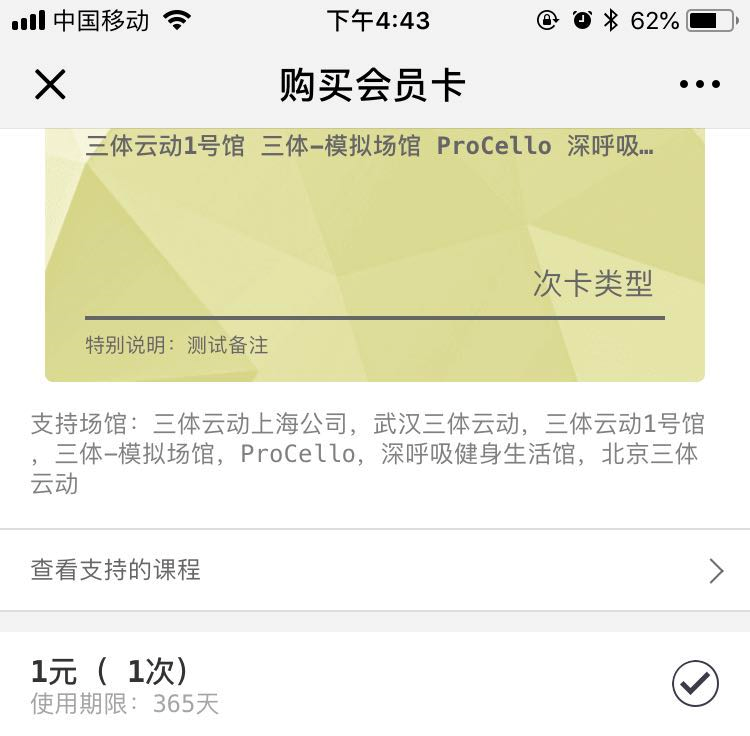 中国移动 下午4:43 62%
购买会员卡
三体云动1号馆 三体-模拟场馆 ProCello 深呼吸…
次卡类型
特别说明：测试备注
支持场馆：三体云动上海公司，武汉三体云动，三体云动1号馆
，三体-模拟场馆，ProCello，深呼吸健身生活馆，北京三体
云动
查看支持的课程
1元（ 1次）
使用期限：365天